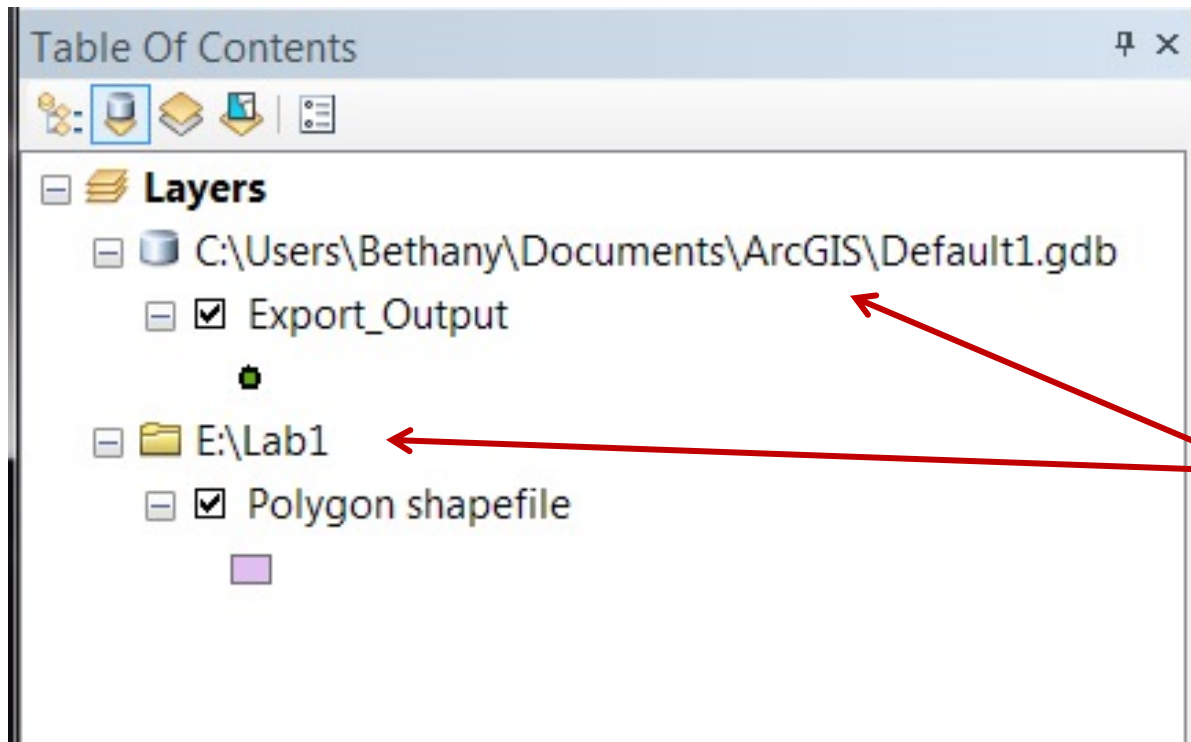 Table Of Contents
Layers
C:\Users\Bethany\Documents\ArcGIS\Default1.gdb
Export_Output
E:\Lab1
Polygon shapefile